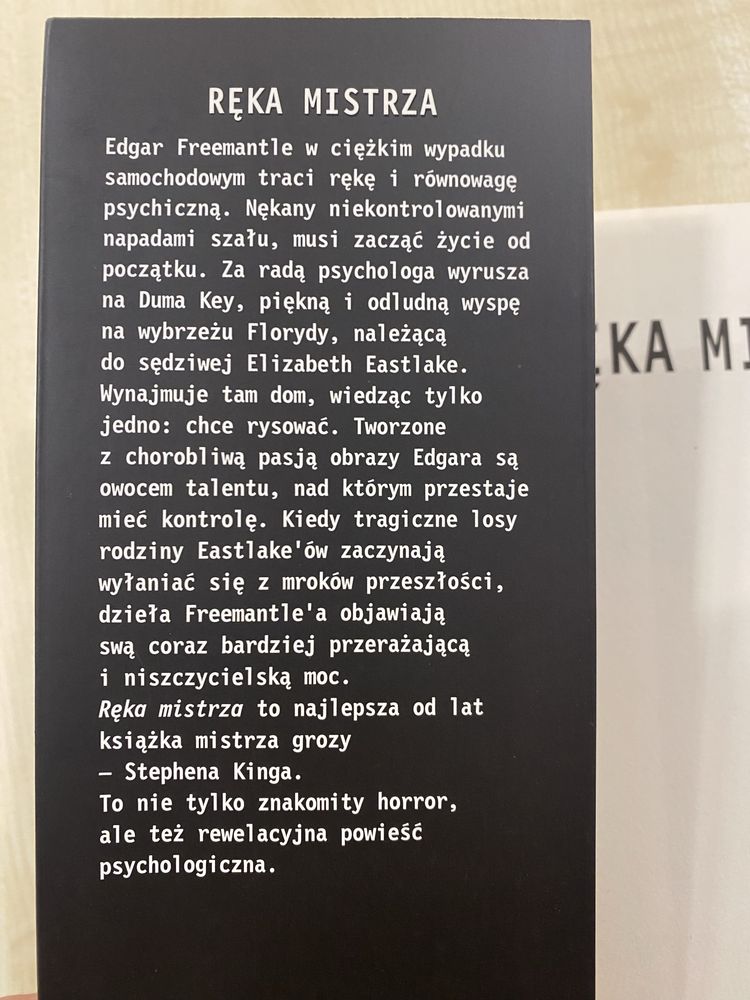 RĘKA MISTRZA
Edgar Freemantle w ciężkim wypadku
samochodowym traci rękę i równowagę
psychiczną. Nękany niekontrolowanymi
napadami szału, musi zacząć życie od
początku. Za radą psychologa wyrusza
na Duma Key, piękną i odludną wyspę
na wybrzeżu Florydy, należącą
do sędziwej Elizabeth Eastlake.
Wynajmuje tam dom, wiedząc tylko
jedno: chce rysować. Tworzone
z chorobliwą pasją obrazy Edgara są
owocem talentu, nad którym przestaje
mieć kontrolę. Kiedy tragiczne losy
rodziny Eastlake'ów zaczynają
wyłaniać się z mroków przeszłości,
dzieła Freemantle'a objawiają
swą coraz bardziej przerażającą
i niszczycielską moc.
Ręka mistrza to najlepsza od lat
książka mistrza grozy
– Stephena Kinga.
To nie tylko znakomity horror,
ale też rewelacyjna powieść
psychologiczna.
ĘKA MI